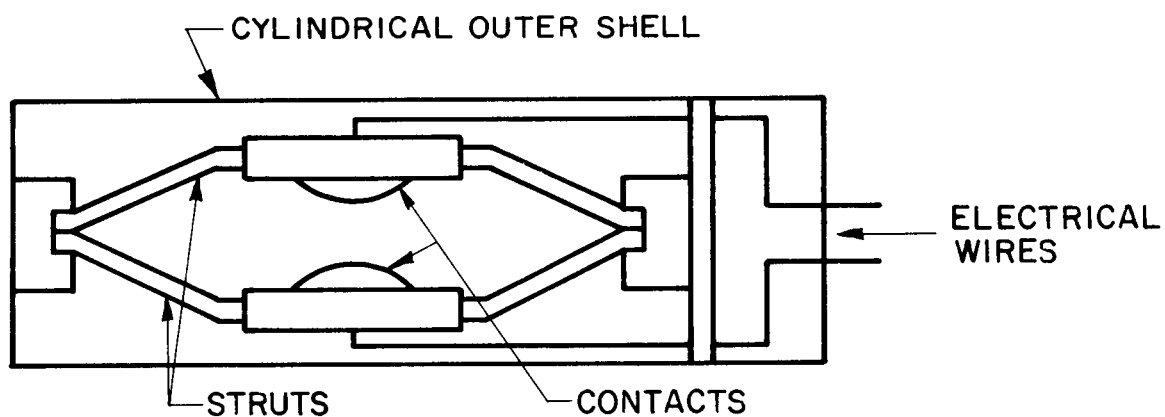 CYLINDRICAL OUTER SHELL
ELECTRICAL
WIRES
STRUTS
CONTACTS